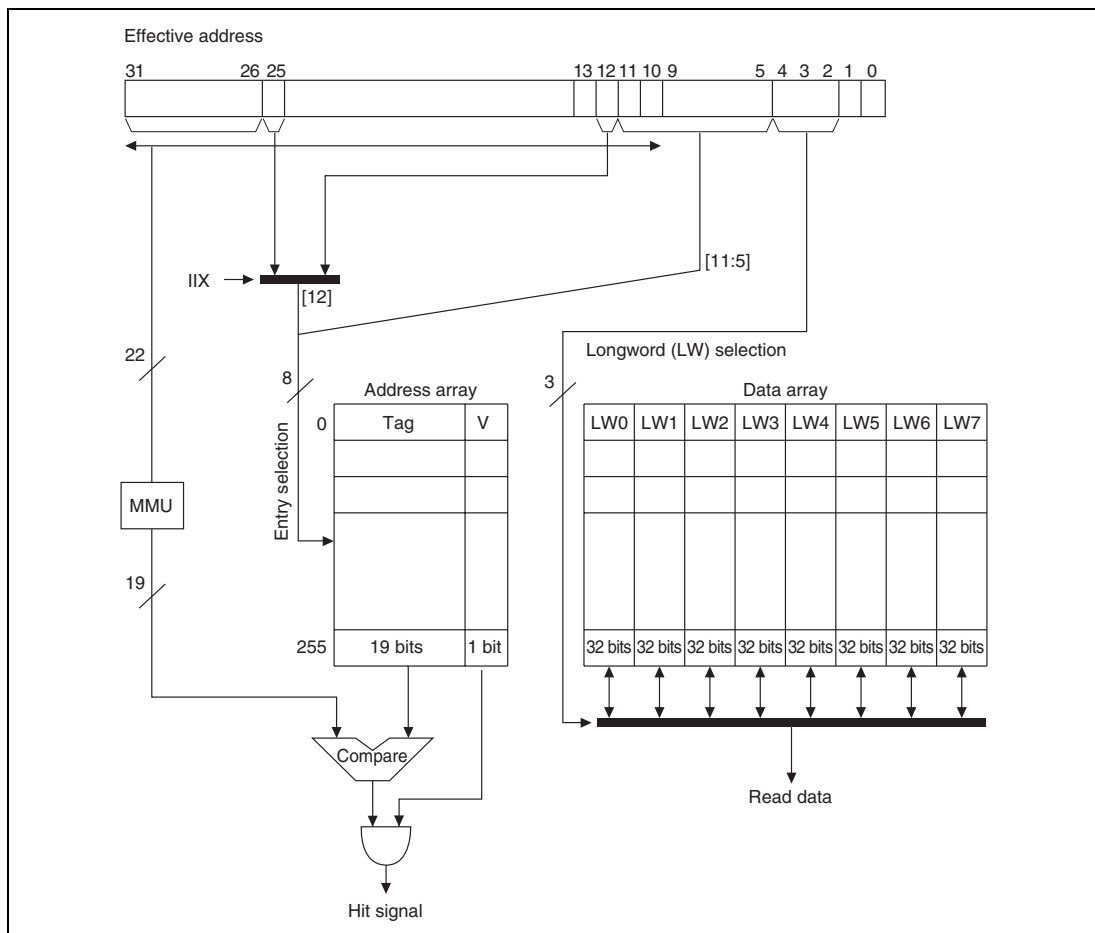 Effective address
31 26 25 13 12 11 10 9 5 4 3 2 1 0
[11:5]
IIX
[12]
22
Longword (LW) selection
8
3
Address array
Data array
0 Tag V
LW0 LW1 LW2 LW3 LW4 LW5 LW6 LW7
Entry selection
MMU
19
255 19 bits 1 bit
32 bits 32 bits 32 bits 32 bits 32 bits 32 bits 32 bits 32 bits
Compare
Read data
Hit signal